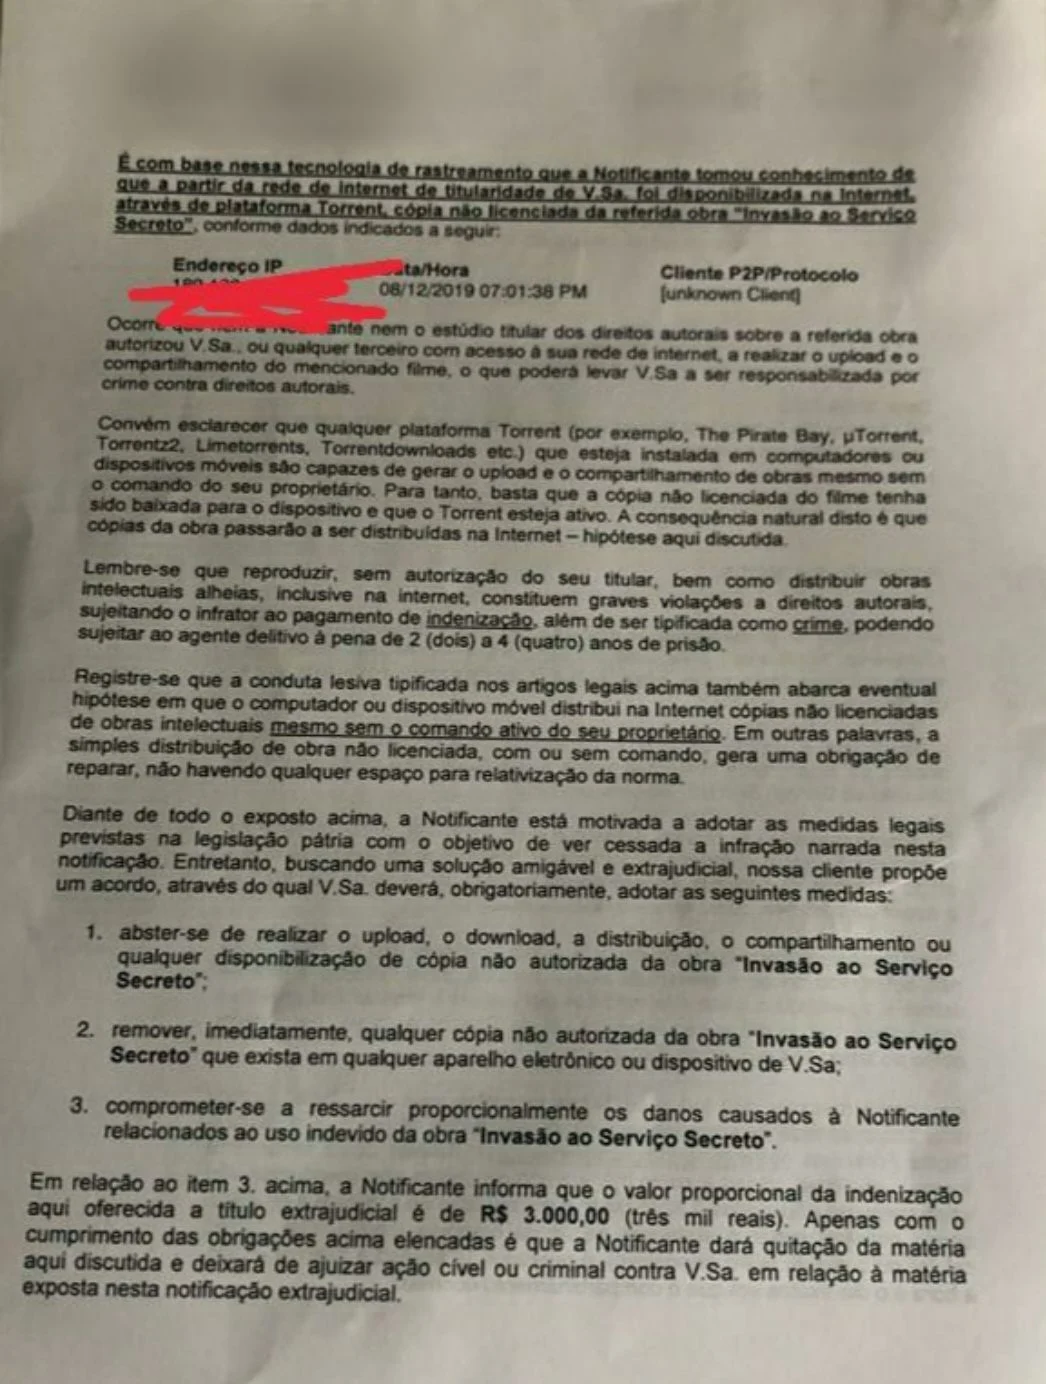 É com base nessa tecnologia de rastreamento que a Notificante tomou conhecimento de
que a partir da rede de Internet de titularidade de V.Sa. foi disponibilizada na Internet,
através de plataforma Torrent, cópia não licenciada da referida obra "Invasão ao Serviço
Secreto", conforme dados indicados a seguir:
Endereço IP
ata/Hora
Cliente P2P/Protocolo
08/12/2019 07:01:38 PM
[unknown Client]
Ocorre que nem a Notificante nem o estúdio titular dos direitos autorais sobre a referida obra
autorizou V.Sa., ou qualquer terceiro com acesso à sua rede de internet, a realizar o upload e o
compartilhamento do mencionado filme, o que poderá levar V.Sa a ser responsabilizada por
crime contra direitos autorais.
Convém esclarecer que qualquer plataforma Torrent (por exemplo, The Pirate Bay, µTorrent,
Torrentz2, Limetorrents, Torrentdownloads etc.) que esteja instalada em computadores ou
dispositivos móveis são capazes de gerar o upload e o compartilhamento de obras mesmo sem
o comando do seu proprietário. Para tanto, basta que a cópia não licenciada do filme tenha
sido baixada para o dispositivo e que o Torrent esteja ativo. A consequência natural disto é que
cópias da obra passarão a ser distribuídas na Internet – hipótese aqui discutida.
Lembre-se que reproduzir, sem autorização do seu titular, bem como distribuir obras
intelectuais alheias, inclusive na internet, constituem graves violações a direitos autorais,
sujeitando o infrator ao pagamento de indenização, além de ser tipificada como crime, podendo
sujeitar ao agente delitivo à pena de 2 (dois) a 4 (quatro) anos de prisão.
Registre-se que a conduta lesiva tipificada nos artigos legais acima também abarca eventual
hipótese em que o computador ou dispositivo móvel distribui na Internet cópias não licenciadas
de obras intelectuais mesmo sem o comando ativo do seu proprietário. Em outras palavras, a
simples distribuição de obra não licenciada, com ou sem comando, gera uma obrigação de
reparar, não havendo qualquer espaço para relativização da norma.
Diante de todo o exposto acima, a Notificante está motivada a adotar as medidas legais
previstas na legislação pátria com o objetivo de ver cessada a infração narrada nesta
notificação. Entretanto, buscando uma solução amigável e extrajudicial, nossa cliente propõe
um acordo, através do qual V.Sa. deverá, obrigatoriamente, adotar as seguintes medidas:
1. abster-se de realizar o upload, o download, a distribuição, o compartilhamento ou
qualquer disponibilização de cópia não autorizada da obra "Invasão ao Serviço
Secreto";
2. remover, imediatamente, qualquer cópia não autorizada da obra "Invasão ao Serviço
Secreto" que exista em qualquer aparelho eletrônico ou dispositivo de V.Sa;
3. comprometer-se a ressarcir proporcionalmente os danos causados à Notificante
relacionados ao uso indevido da obra "Invasão ao Serviço Secreto".
Em relação ao item 3. acima, a Notificante informa que o valor proporcional da indenização
aqui oferecida a título extrajudicial é de R$ 3.000,00 (três mil reais). Apenas com o
cumprimento das obrigações acima elencadas é que a Notificante dará quitação da matéria
aqui discutida e deixará de ajuizar ação cível ou criminal contra V.Sa. em relação à matéria
exposta nesta notificação extrajudicial.